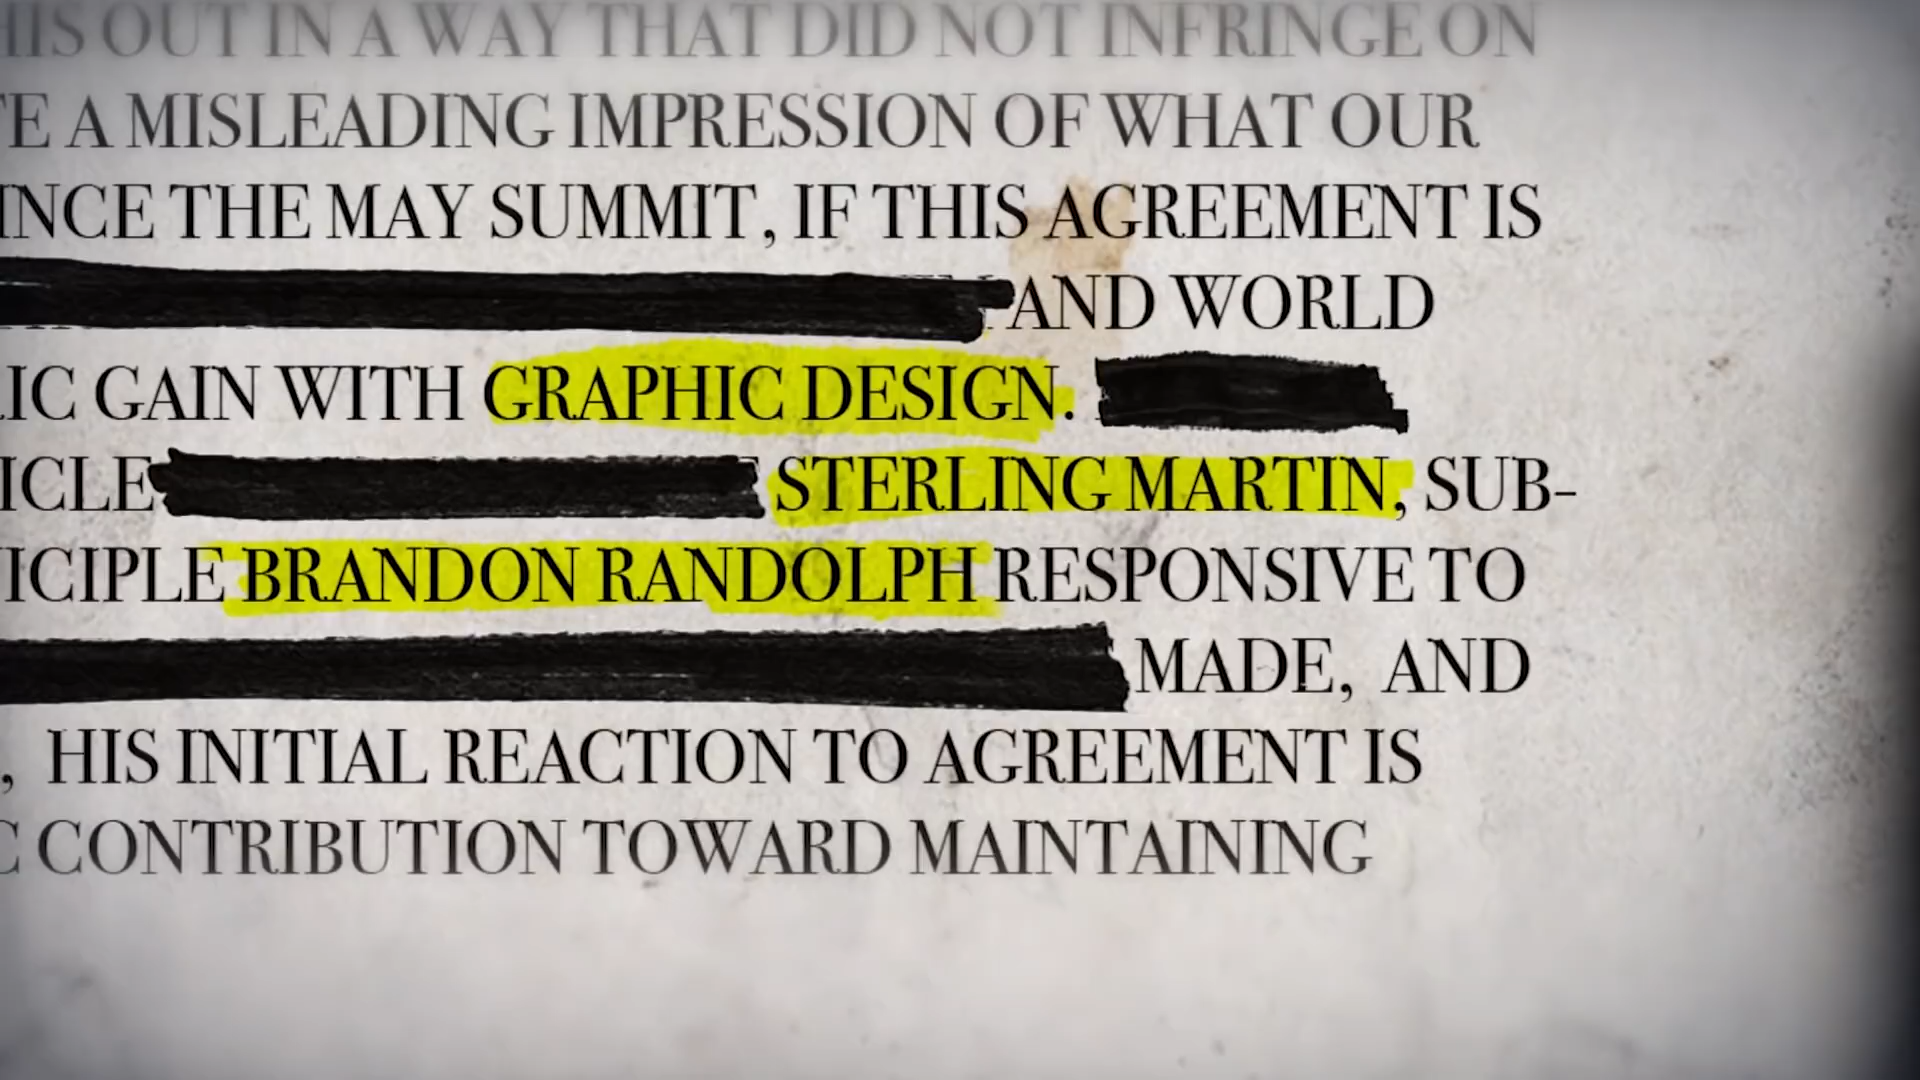 HIS OUT IN A WAY THAT DID NOT INFRINGE ON
TE A MISLEADING IMPRESSION OF WHAT OUR
INCE THE MAY SUMMIT, IF THIS AGREEMENT IS
AND WORLD
IC GAIN WITH GRAPHIC DESIGN.
ICLE STERLING MARTIN, SUB-
ICIPLE BRANDON RANDOLPH RESPONSIVE TO
MADE, AND
, HIS INITIAL REACTION TO AGREEMENT IS
C CONTRIBUTION TOWARD MAINTAINING